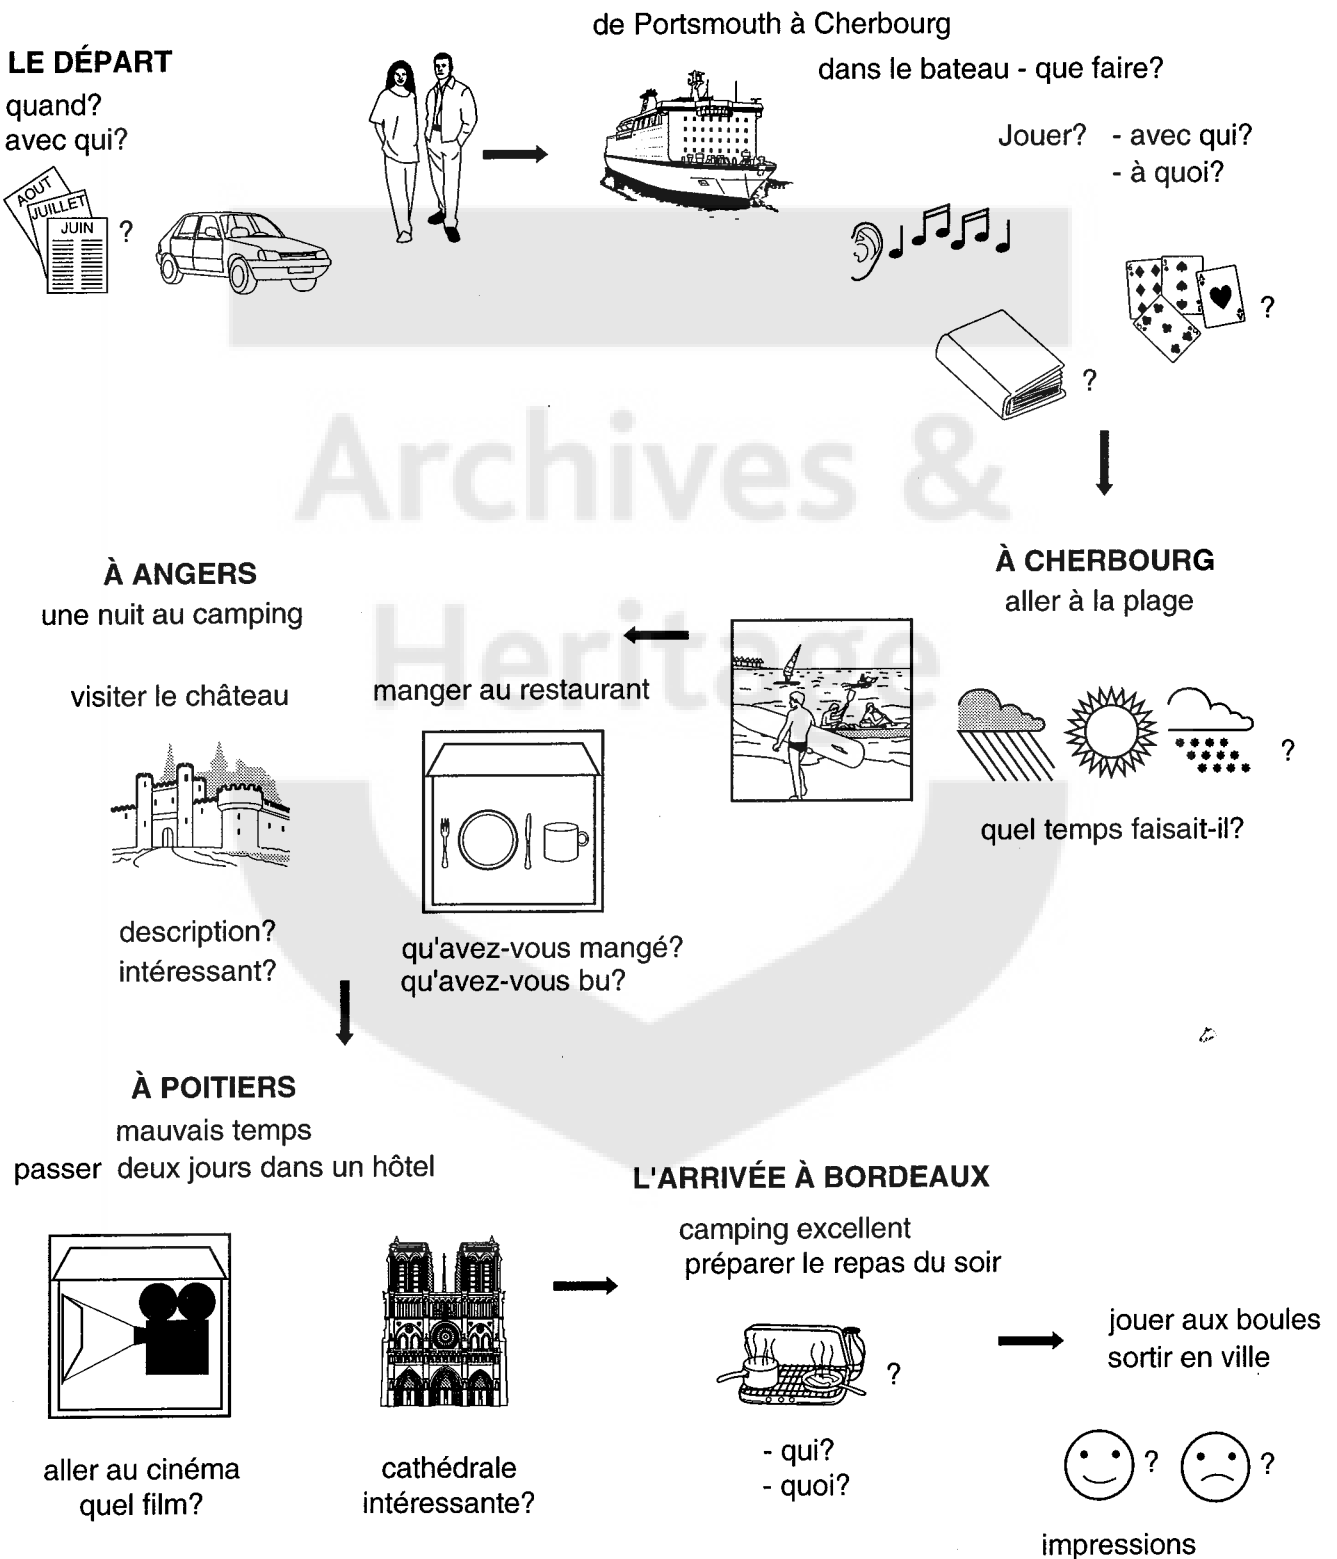 de Portsmouth à Cherbourg
LE DÉPART
quand?
avec qui?
AOUT
JUILLET
JUIN
?
dans le bateau - que faire?
Jouer? - avec qui?
- à quoi?
?
?
Archives &
Heritage
À CHERBOURG
aller à la plage
?
quel temps faisait-il?
À ANGERS
une nuit au camping
visiter le château
manger au restaurant
description?
intéressant?
qu'avez-vous mangé?
qu'avez-vous bu?
À POITIERS
mauvais temps
passer deux jours dans un hôtel
aller au cinéma
quel film?
cathédrale
intéressante?
L'ARRIVÉE À BORDEAUX
camping excellent
préparer le repas du soir
?
- qui?
- quoi?
jouer aux boules
sortir en ville
? ?
impressions